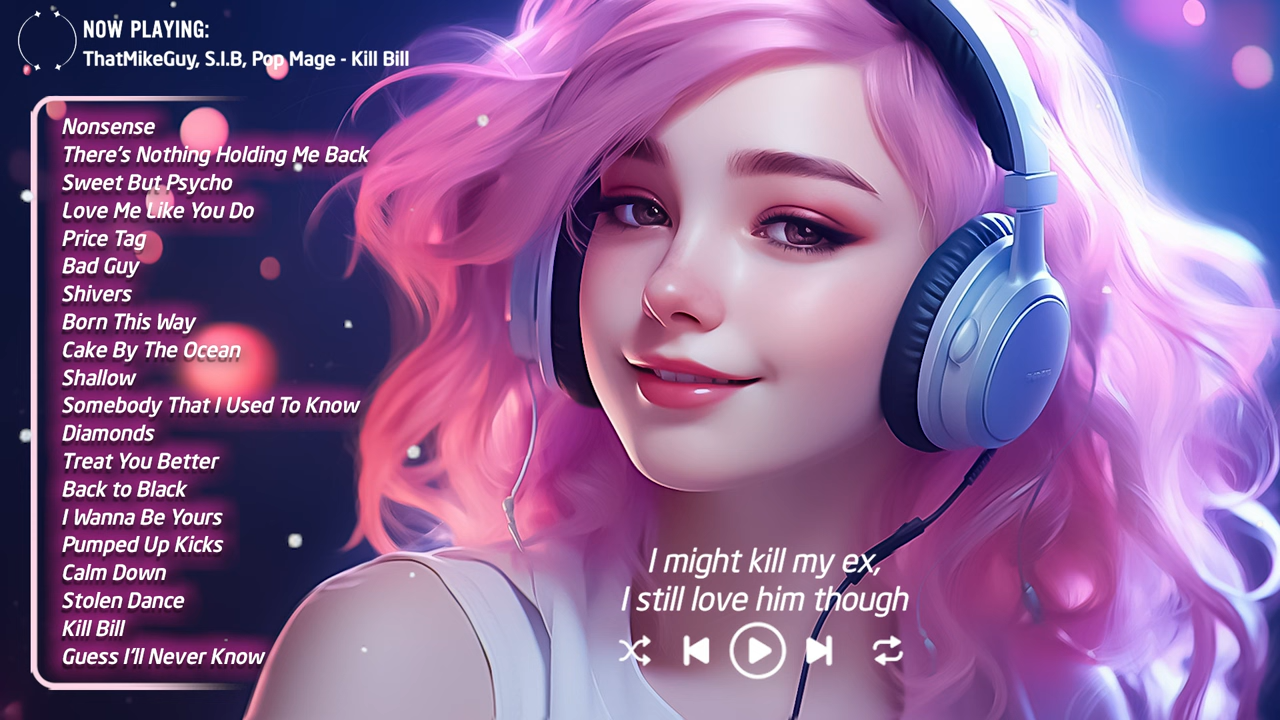 NOW PLAYING:
ThatMikeGuy, S.I.B, Pop Mage - Kill Bill
Nonsense
There's Nothing Holding Me Back
Sweet But Psycho
Love Me Like You Do
Price Tag
Bad Guy
Shivers
Born This Way
Cake By The Ocean
Shallow
Somebody That I Used To Know
Diamonds
Treat You Better
Back to Black
I Wanna Be Yours
Pumped Up Kicks
Calm Down
Stolen Dance
Kill Bill
Guess I'll Never Know
I might kill my ex,
I still love him though